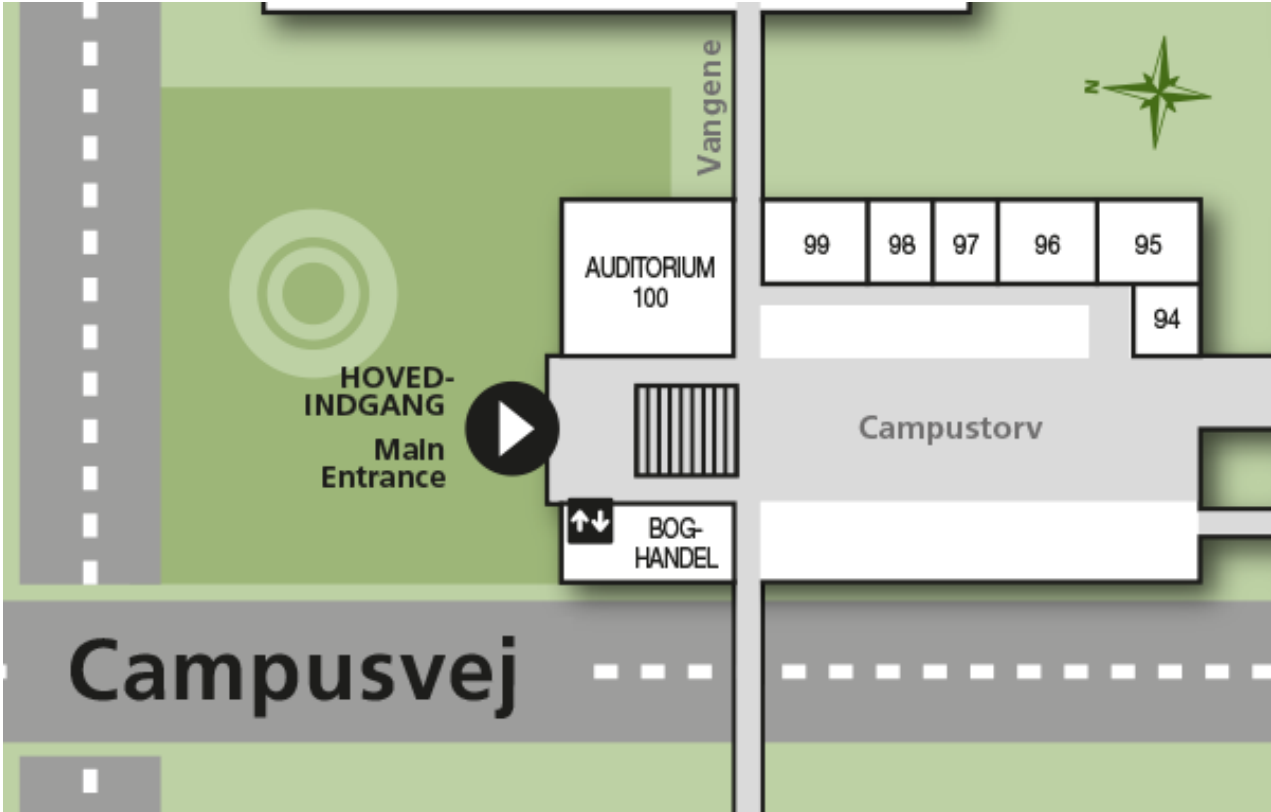 Vangene
N
AUDITORIUM
100
99
98
97
96
95
94
HOVED-
INDGANG
Main
Entrance
Campustorv
BOG-
HANDEL
Campusvej